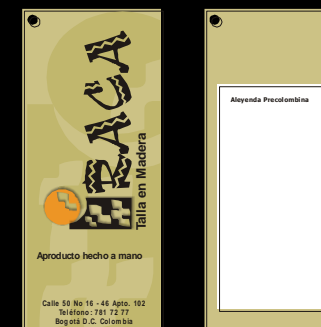 IRACA
Talla en Madera
Aproducto hecho a mano
Calle 50 No 16 - 46 Apto. 102
Teléfono: 781 72 77
Bogotá D.C. Colombia
Aleyenda Precolombina